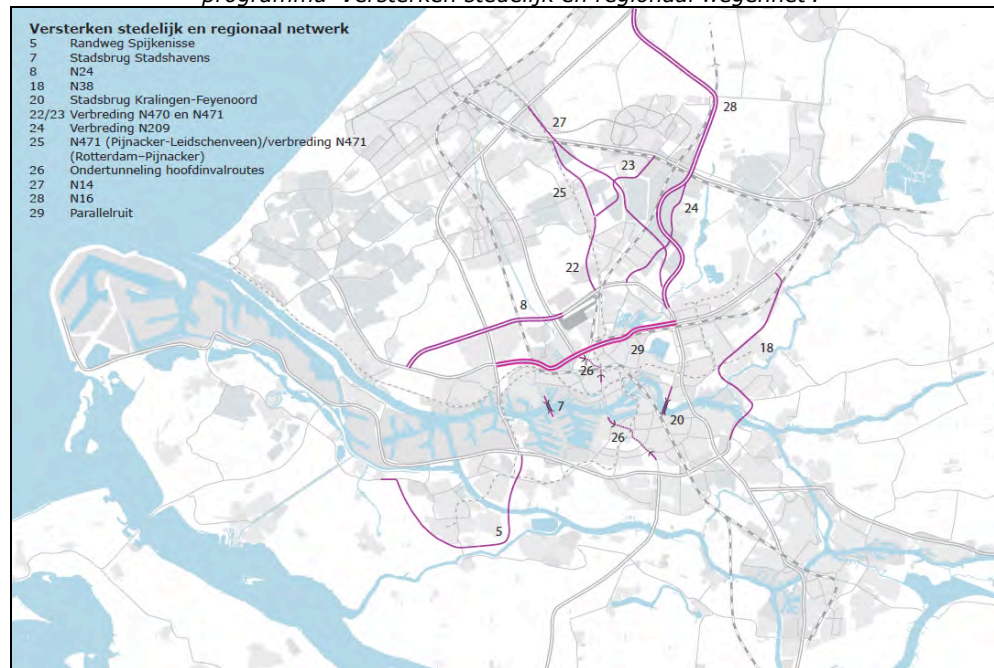 programma 'Versterken stedelijk en regionaal wegennet'.
Versterken stedelijk en regionaal netwerk
5 Randweg Spijkenisse
7 Stadsbrug Stadshavens
8 N24
18 N38
20 Stadsbrug Kralingen-Feyenoord
22/23 Verbreding N470 en N471
24 Verbreding N209
25 N471 (Pijnacker-Leidschenveen)/verbreding N471
(Rotterdam–Pijnacker)
26 Ondertunneling hoofdinvalroutes
27 N14
28 N16
29 Parallelruit
28
27
23
25
24
22
8
29
18
26
7
20
26
5